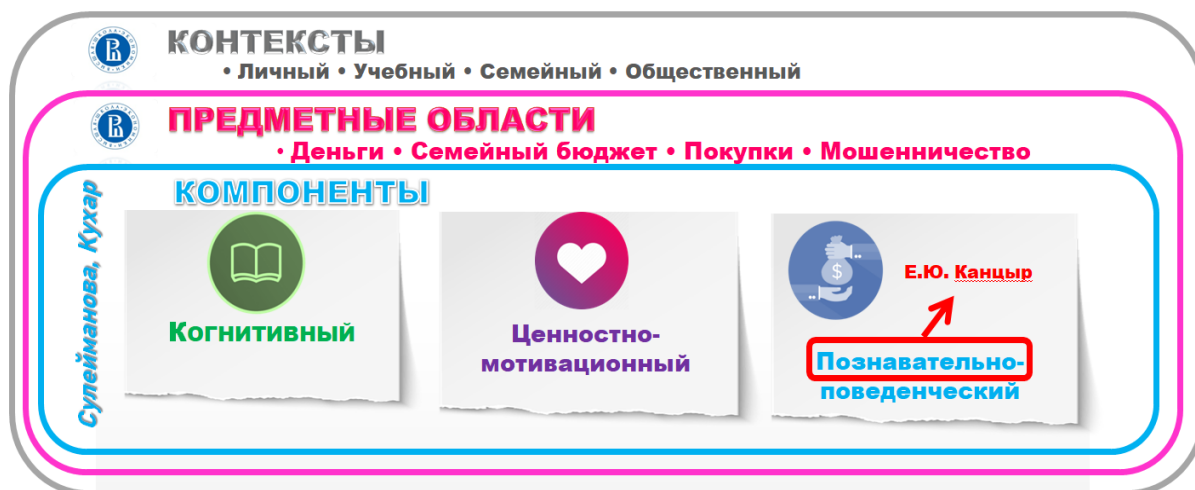 КОНТЕКСТЫ
• Личный • Учебный • Семейный • Общественный
ПРЕДМЕТНЫЕ ОБЛАСТИ
• Деньги • Семейный бюджет • Покупки • Мошенничество
КОМПОНЕНТЫ
Сулейманова, Кухар
Когнитивный
Ценностно-
мотивационный
$
Е.Ю. Канцыр
Познавательно-
поведенческий